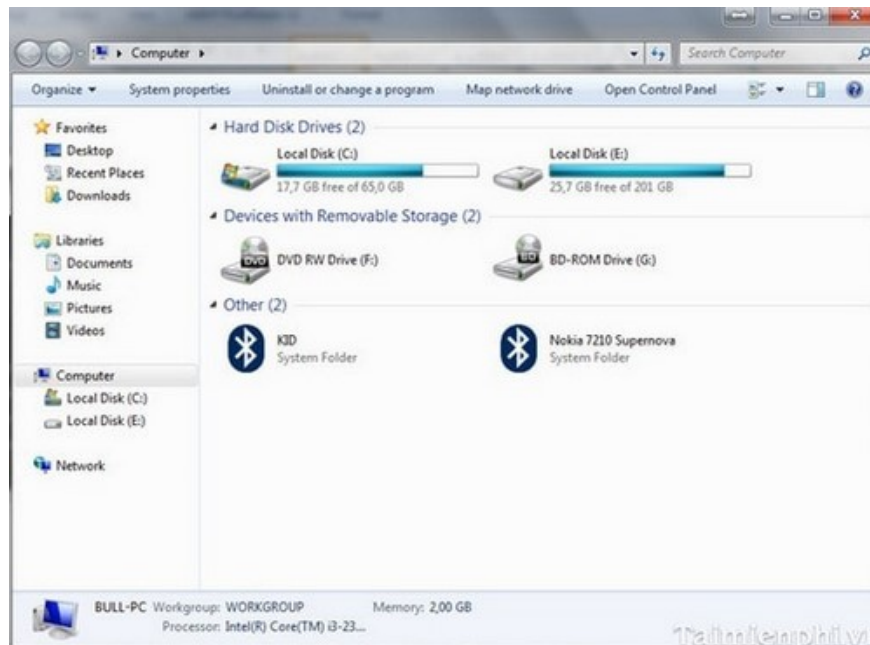 Computer
Search Computer
Organize
System properties
Uninstall or change a program
Map network drive
Open Control Panel
Favorites
Desktop
Recent Places
Downloads
Libraries
Documents
Music
Pictures
Videos
Computer
Local Disk (C:)
Local Disk (E:)
Network
Hard Disk Drives (2)
Local Disk (C:)
17,7 GB free of 65,0 GB
Local Disk (E:)
25,7 GB free of 201 GB
Devices with Removable Storage (2)
DVD
DVD RW Drive (F:)
BD
BD-ROM Drive (G:)
Other (2)
KID
System Folder
Nokia 7210 Supernova
System Folder
BULL-PC Workgroup: WORKGROUP Memory: 2,00 GB
Processor: Intel(R) Core(TM) i3-23...
Taimienphi.vn